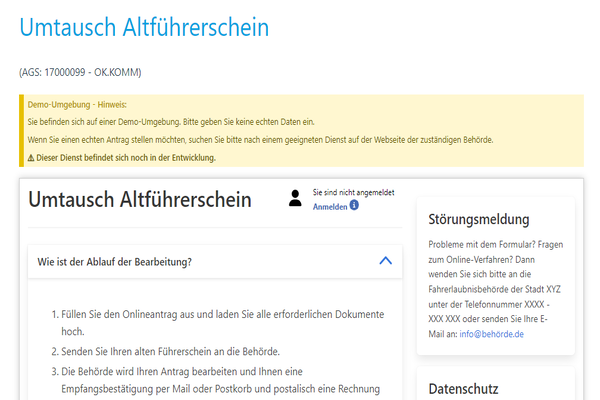 Umtausch Altführerschein
(AGS: 17000099 - OK.KOMM)
Demo-Umgebung - Hinweis:
Sie befinden sich auf einer Demo-Umgebung. Bitte geben Sie keine echten Daten ein.
Wenn Sie einen echten Antrag stellen möchten, suchen Sie bitte nach einem geeigneten Dienst auf der Webseite der zuständigen Behörde.
⚠ Dieser Dienst befindet sich noch in der Entwicklung.
Umtausch Altführerschein
Sie sind nicht angemeldet
Anmelden
Wie ist der Ablauf der Bearbeitung?
1. Füllen Sie den Onlineantrag aus und laden Sie alle erforderlichen Dokumente
hoch.
2. Senden Sie Ihren alten Führerschein an die Behörde.
3. Die Behörde wird Ihren Antrag bearbeiten und Ihnen eine
Empfangsbestätigung per Mail oder Postkorb und postalisch eine Rechnung
Störungsmeldung
Probleme mit dem Formular? Fragen
zum Online-Verfahren? Dann
wenden Sie sich bitte an die
Fahrerlaubnisbehörde der Stadt XYZ
unter der Telefonnummer XXXX -
XXX XXX oder senden Sie Ihre E-
Mail an: info@behörde.de
Datenschutz